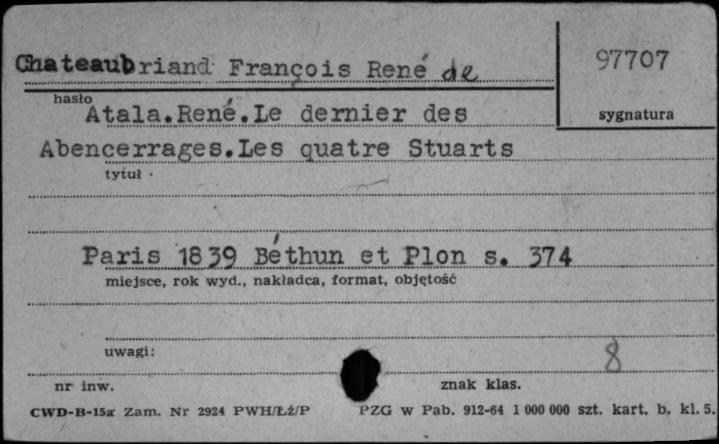 Chateaubriand François René de
97707
hasło
sygnatura
Atala.René.Le dernier des
Abencerrages.Les quatre Stuarts
tytuł
Paris 1839 Béthun et Plon s. 374
miejsce, rok wyd., nakładca, format, objętość
uwagi:
8
nr inw.
znak klas.
CWD-B-15a Zam. Nr 2924 PWH/Łż/P PZG w Pab. 912-64 1 000 000 szt. kart. b. kl. 5.